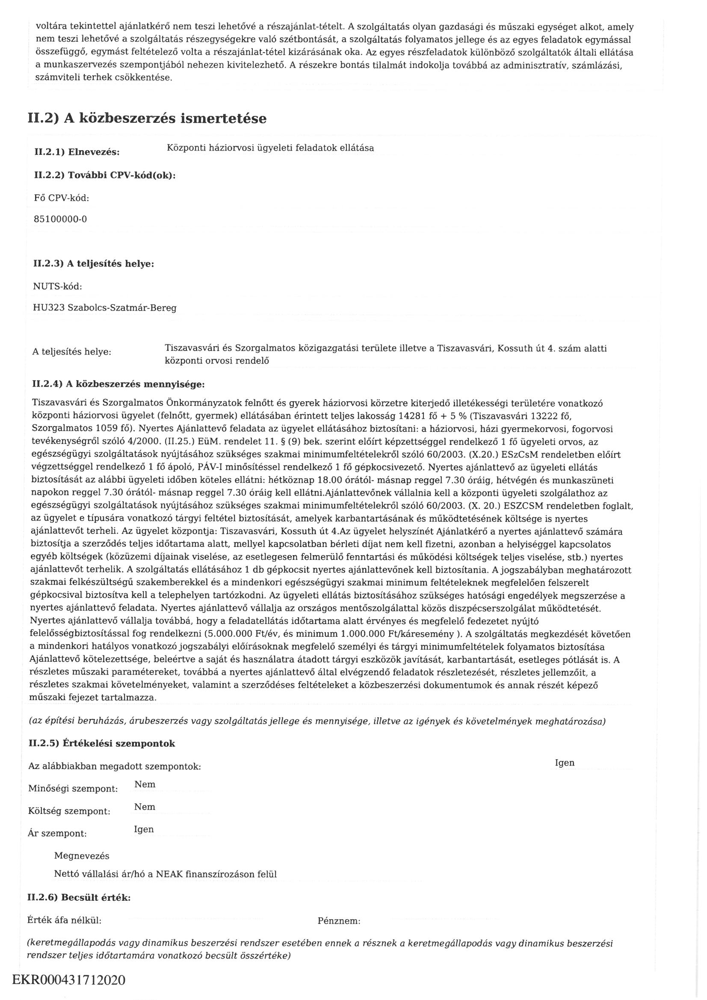 voltára tekintettel ajánlatkérő nem teszi lehetővé a részajánlat-tételt. A szolgáltatás olyan gazdasági és műszaki egységet alkot, amely
nem teszi lehetővé a szolgáltatás részegységekre való szétbontását, a szolgáltatás folyamatos jellege és az egyes feladatok egymással
összefüggő, egymást feltételező volta a részajánlat-tétel kizárásának oka. Az egyes részfeladatok különböző szolgáltatók általi ellátása
a munkaszervezés szempontjából nehezen kivitelezhető. A részekre bontás tilalmát indokolja továbbá az adminisztratív, számlázási,
számviteli terhek csökkentése.
II.2) A közbeszerzés ismertetése
II.2.1) Elnevezés: Központi háziorvosi ügyeleti feladatok ellátása
II.2.2) További CPV-kód(ok):
Fő CPV-kód:
85100000-0
II.2.3) A teljesítés helye:
NUTS-kód:
HU323 Szabolcs-Szatmár-Bereg
A teljesítés helye: Tiszavasvári és Szorgalmatos közigazgatási területe illetve a Tiszavasvári, Kossuth út 4. szám alatti
központi orvosi rendelő
II.2.4) A közbeszerzés mennyisége:
Tiszavasvári és Szorgalmatos Önkormányzatok felnőtt és gyerek háziorvosi körzetre kiterjedő illetékességi területére vonatkozó
központi háziorvosi ügyelet (felnőtt, gyermek) ellátásában érintett teljes lakosság 14281 fő + 5 % (Tiszavasvári 13222 fő,
Szorgalmatos 1059 fő). Nyertes Ajánlattevő feladata az ügyelet ellátásához biztosítani: a háziorvosi, házi gyermekorvosi, fogorvosi
tevékenységről szóló 4/2000. (II.25.) EüM. rendelet 11. § (9) bek. szerint előírt képzettséggel rendelkező 1 fő ügyeleti orvos, az
egészségügyi szolgáltatások nyújtásához szükséges szakmai minimumfeltételekről szóló 60/2003. (X.20.) ESzCsM rendeletben előírt
végzettséggel rendelkező 1 fő ápoló, PÁV-I minősítéssel rendelkező 1 fő gépkocsivezető. Nyertes ajánlattevő az ügyeleti ellátás
biztosítását az alábbi ügyeleti időben köteles ellátni: hétköznap 18.00 órától- másnap reggel 7.30 óráig, hétvégén és munkaszüneti
napokon reggel 7.30 órától- másnap reggel 7.30 óráig kell ellátni.Ajánlattevőnek vállalnia kell a központi ügyeleti szolgálathoz az
egészségügyi szolgáltatások nyújtásához szükséges szakmai minimumfeltételekről szóló 60/2003. (X. 20.) ESZCSM rendeletben foglalt,
az ügyelet e típusára vonatkozó tárgyi feltétel biztosítását, amelyek karbantartásának és működtetésének költsége is nyertes
ajánlattevőt terheli. Az ügyelet központja: Tiszavasvári, Kossuth út 4.Az ügyelet helyszínét Ajánlatkérő a nyertes ajánlattevő számára
biztosítja a szerződés teljes időtartama alatt, mellyel kapcsolatban bérleti díjat nem kell fizetni, azonban a helyiséggel kapcsolatos
egyéb költségek (közüzemi díjainak viselése, az esetlegesen felmerülő fenntartási és működési költségek teljes viselése, stb.) nyertes
ajánlattevőt terhelik. A szolgáltatás ellátásához 1 db gépkocsit nyertes ajánlattevőnek kell biztosítania. A jogszabályban meghatározott
szakmai felkészültségű szakemberekkel és a mindenkori egészségügyi szakmai minimum feltételeknek megfelelően felszerelt
gépkocsival biztosítva kell a telephelyen tartózkodni. Az ügyeleti ellátás biztosításához szükséges hatósági engedélyek megszerzése a
nyertes ajánlattevő feladata. Nyertes ajánlattevő vállalja az országos mentőszolgálattal közös diszpécserszolgálat működtetését.
Nyertes ajánlattevő vállalja továbbá, hogy a feladatellátás időtartama alatt érvényes és megfelelő fedezetet nyújtó
felelősségbiztosítással fog rendelkezni (5.000.000 Ft/év, és minimum 1.000.000 Ft/káresemény ). A szolgáltatás megkezdését követően
a mindenkori hatályos vonatkozó jogszabályi előírásoknak megfelelő személyi és tárgyi minimumfeltételek folyamatos biztosítása
Ajánlattevő kötelezettsége, beleértve a saját és használatra átadott tárgyi eszközök javítását, karbantartását, esetleges pótlását is. A
részletes műszaki paramétereket, továbbá a nyertes ajánlattevő által elvégzendő feladatok részletezését, részletes jellemzőit, a
részletes szakmai követelményeket, valamint a szerződéses feltételeket a közbeszerzési dokumentumok és annak részét képező
műszaki fejezet tartalmazza.
(az építési beruházás, árubeszerzés vagy szolgáltatás jellege és mennyisége, illetve az igények és követelmények meghatározása)
II.2.5) Értékelési szempontok
Az alábbiakban megadott szempontok: Igen
Minőségi szempont: Nem
Költség szempont: Nem
Ár szempont: Igen
Megnevezés
Nettó vállalási ár/hó a NEAK finanszírozáson felül
II.2.6) Becsült érték:
Érték áfa nélkül: Pénznem:
(keretmegállapodás vagy dinamikus beszerzési rendszer esetében ennek a résznek a keretmegállapodás vagy dinamikus beszerzési
rendszer teljes időtartamára vonatkozó becsült összértéke)
EKR000431712020